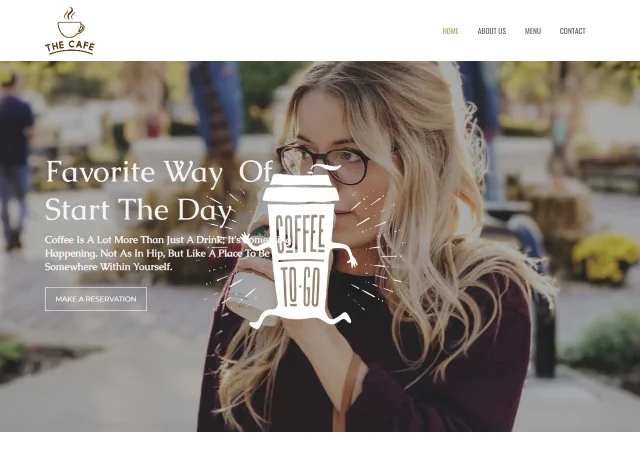 THE CAFE
HOME ABOUT US MENU CONTACT
Favorite Way Of
Start The Day
Coffee Is A Lot More Than Just A Drink; It's Something
Happening. Not As In Hip, But Like A Place To Be
Somewhere Within Yourself.
MAKE A RESERVATION
COFFEE
TO·GO